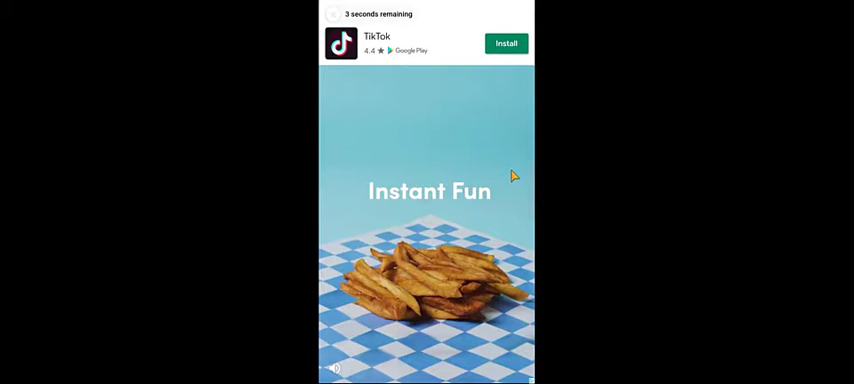 3 seconds remaining
TikTok
4.4 ★ Google Play
Install
Instant Fun